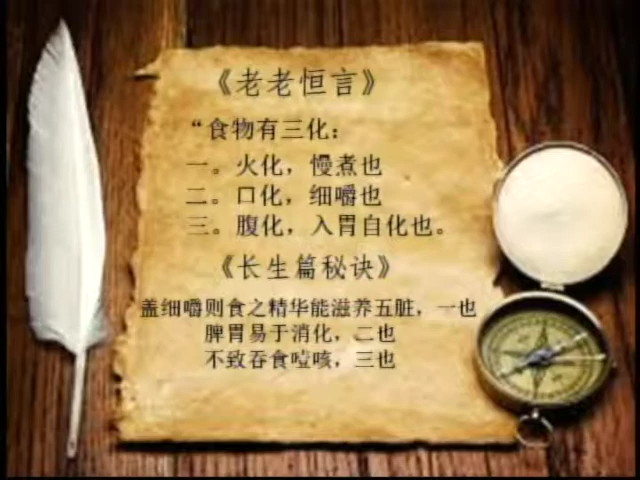 《老老恒言》
“食物有三化：
一。火化，慢煮也
二。口化，细嚼也
三。腹化，入胃自化也。
《长生篇秘诀》
盖细嚼则食之精华能滋养五脏，一也
脾胃易于消化，二也
不致吞食噎咳，三也